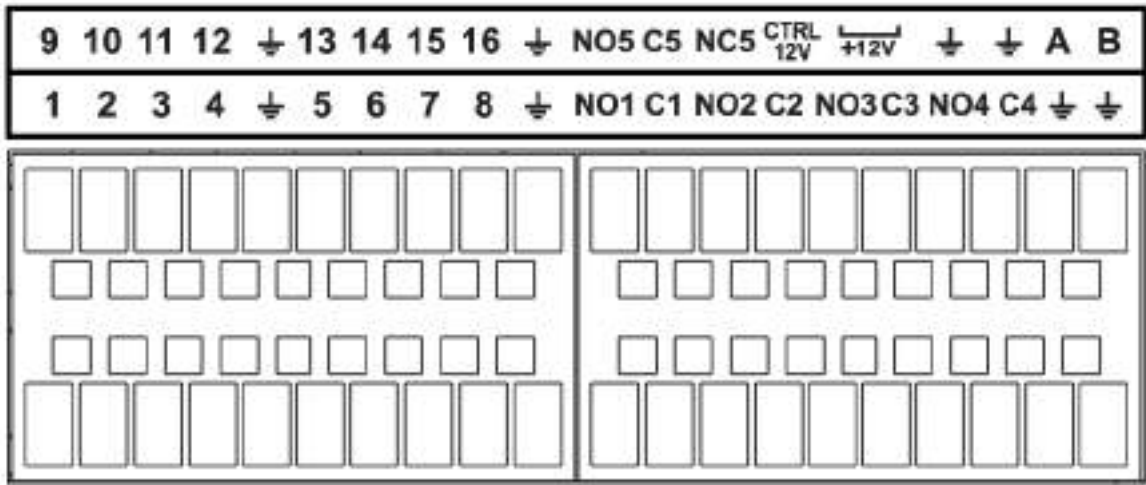 9 10 11 12 ⏚ 13 14 15 16 ⏚ NO5 C5 NC5 CTRL 12V +12V ⏚ ⏚ A B
1 2 3 4 ⏚ 5 6 7 8 ⏚ NO1 C1 NO2 C2 NO3 C3 NO4 C4 ⏚ ⏚